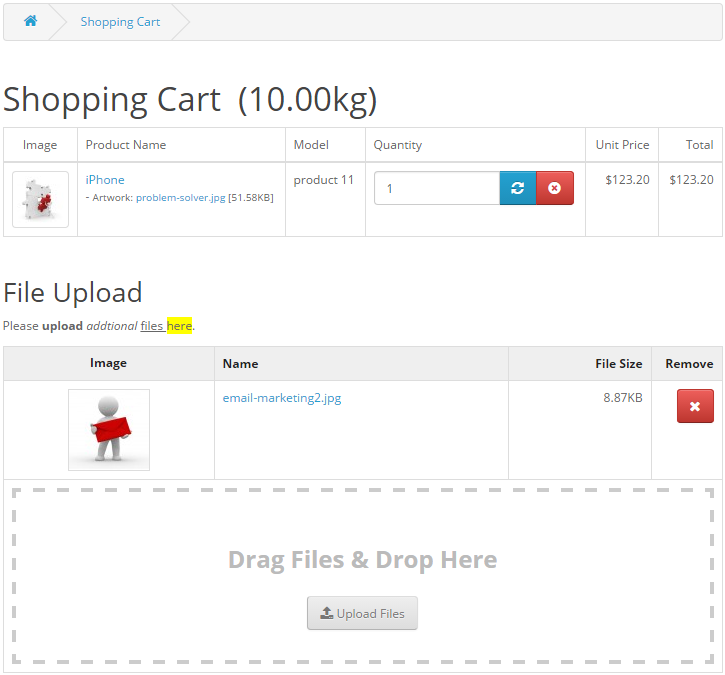 Shopping Cart
Shopping Cart (10.00kg)
Image Product Name Model Quantity Unit Price Total
iPhone product 11 1 $123.20 $123.20
- Artwork: problem-solver.jpg [51.58KB]
File Upload
Please upload addtional files here.
Image Name File Size Remove
email-marketing2.jpg 8.87KB
Drag Files & Drop Here
Upload Files